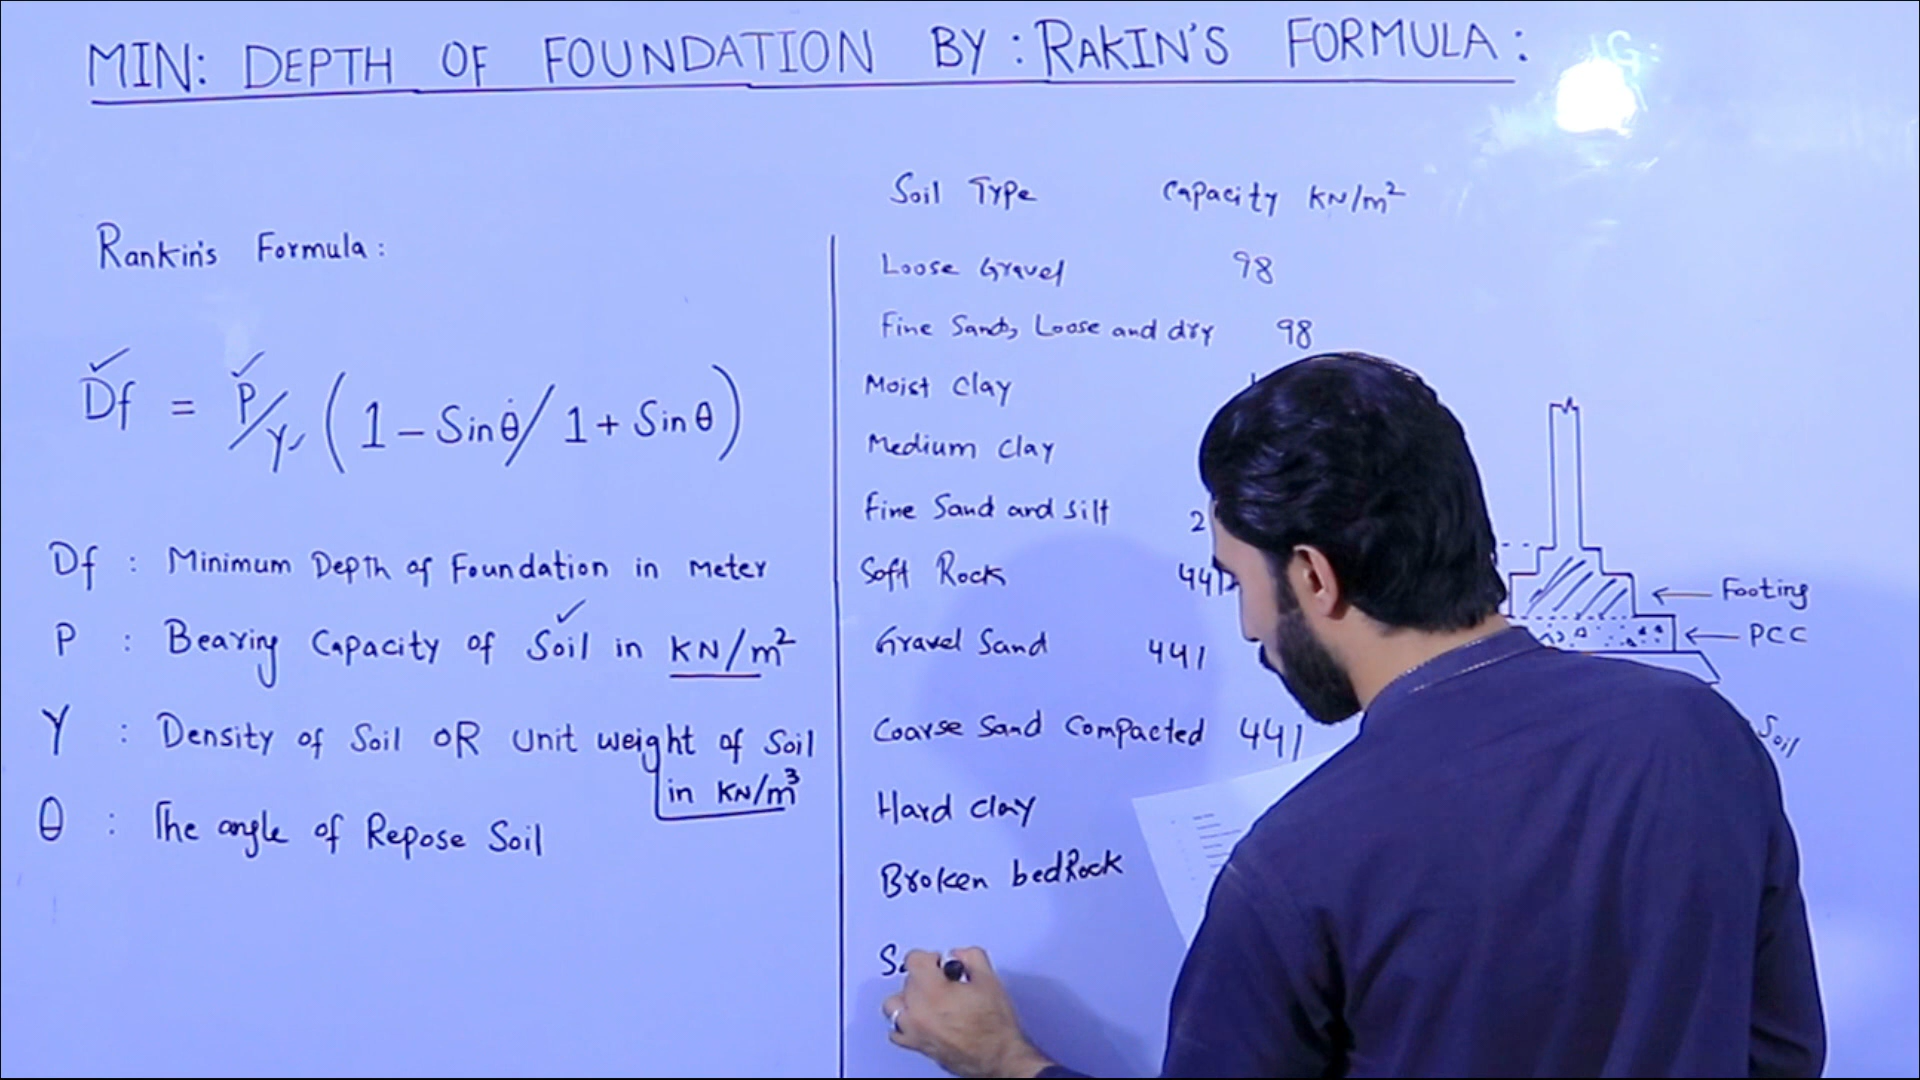 MIN: DEPTH OF FOUNDATION BY : RAKIN'S FORMULA :
Rankin's Formula :
Df = P/γ ( 1 - Sinθ / 1 + Sinθ )
Df : Minimum Depth of Foundation in Meter
P : Bearing Capacity of Soil in KN/m²
γ : Density of Soil OR Unit weight of Soil
in KN/m³
θ : The angle of Repose Soil
Soil Type Capacity KN/m²
Loose Gravel 98
Fine Sand, Loose and dry 98
Moist Clay
Medium Clay
Fine Sand and silt 2
Soft Rock 441
Gravel Sand 441
Coarse Sand Compacted 441
Hard clay
Broken bedRock
Footing
PCC
Soil